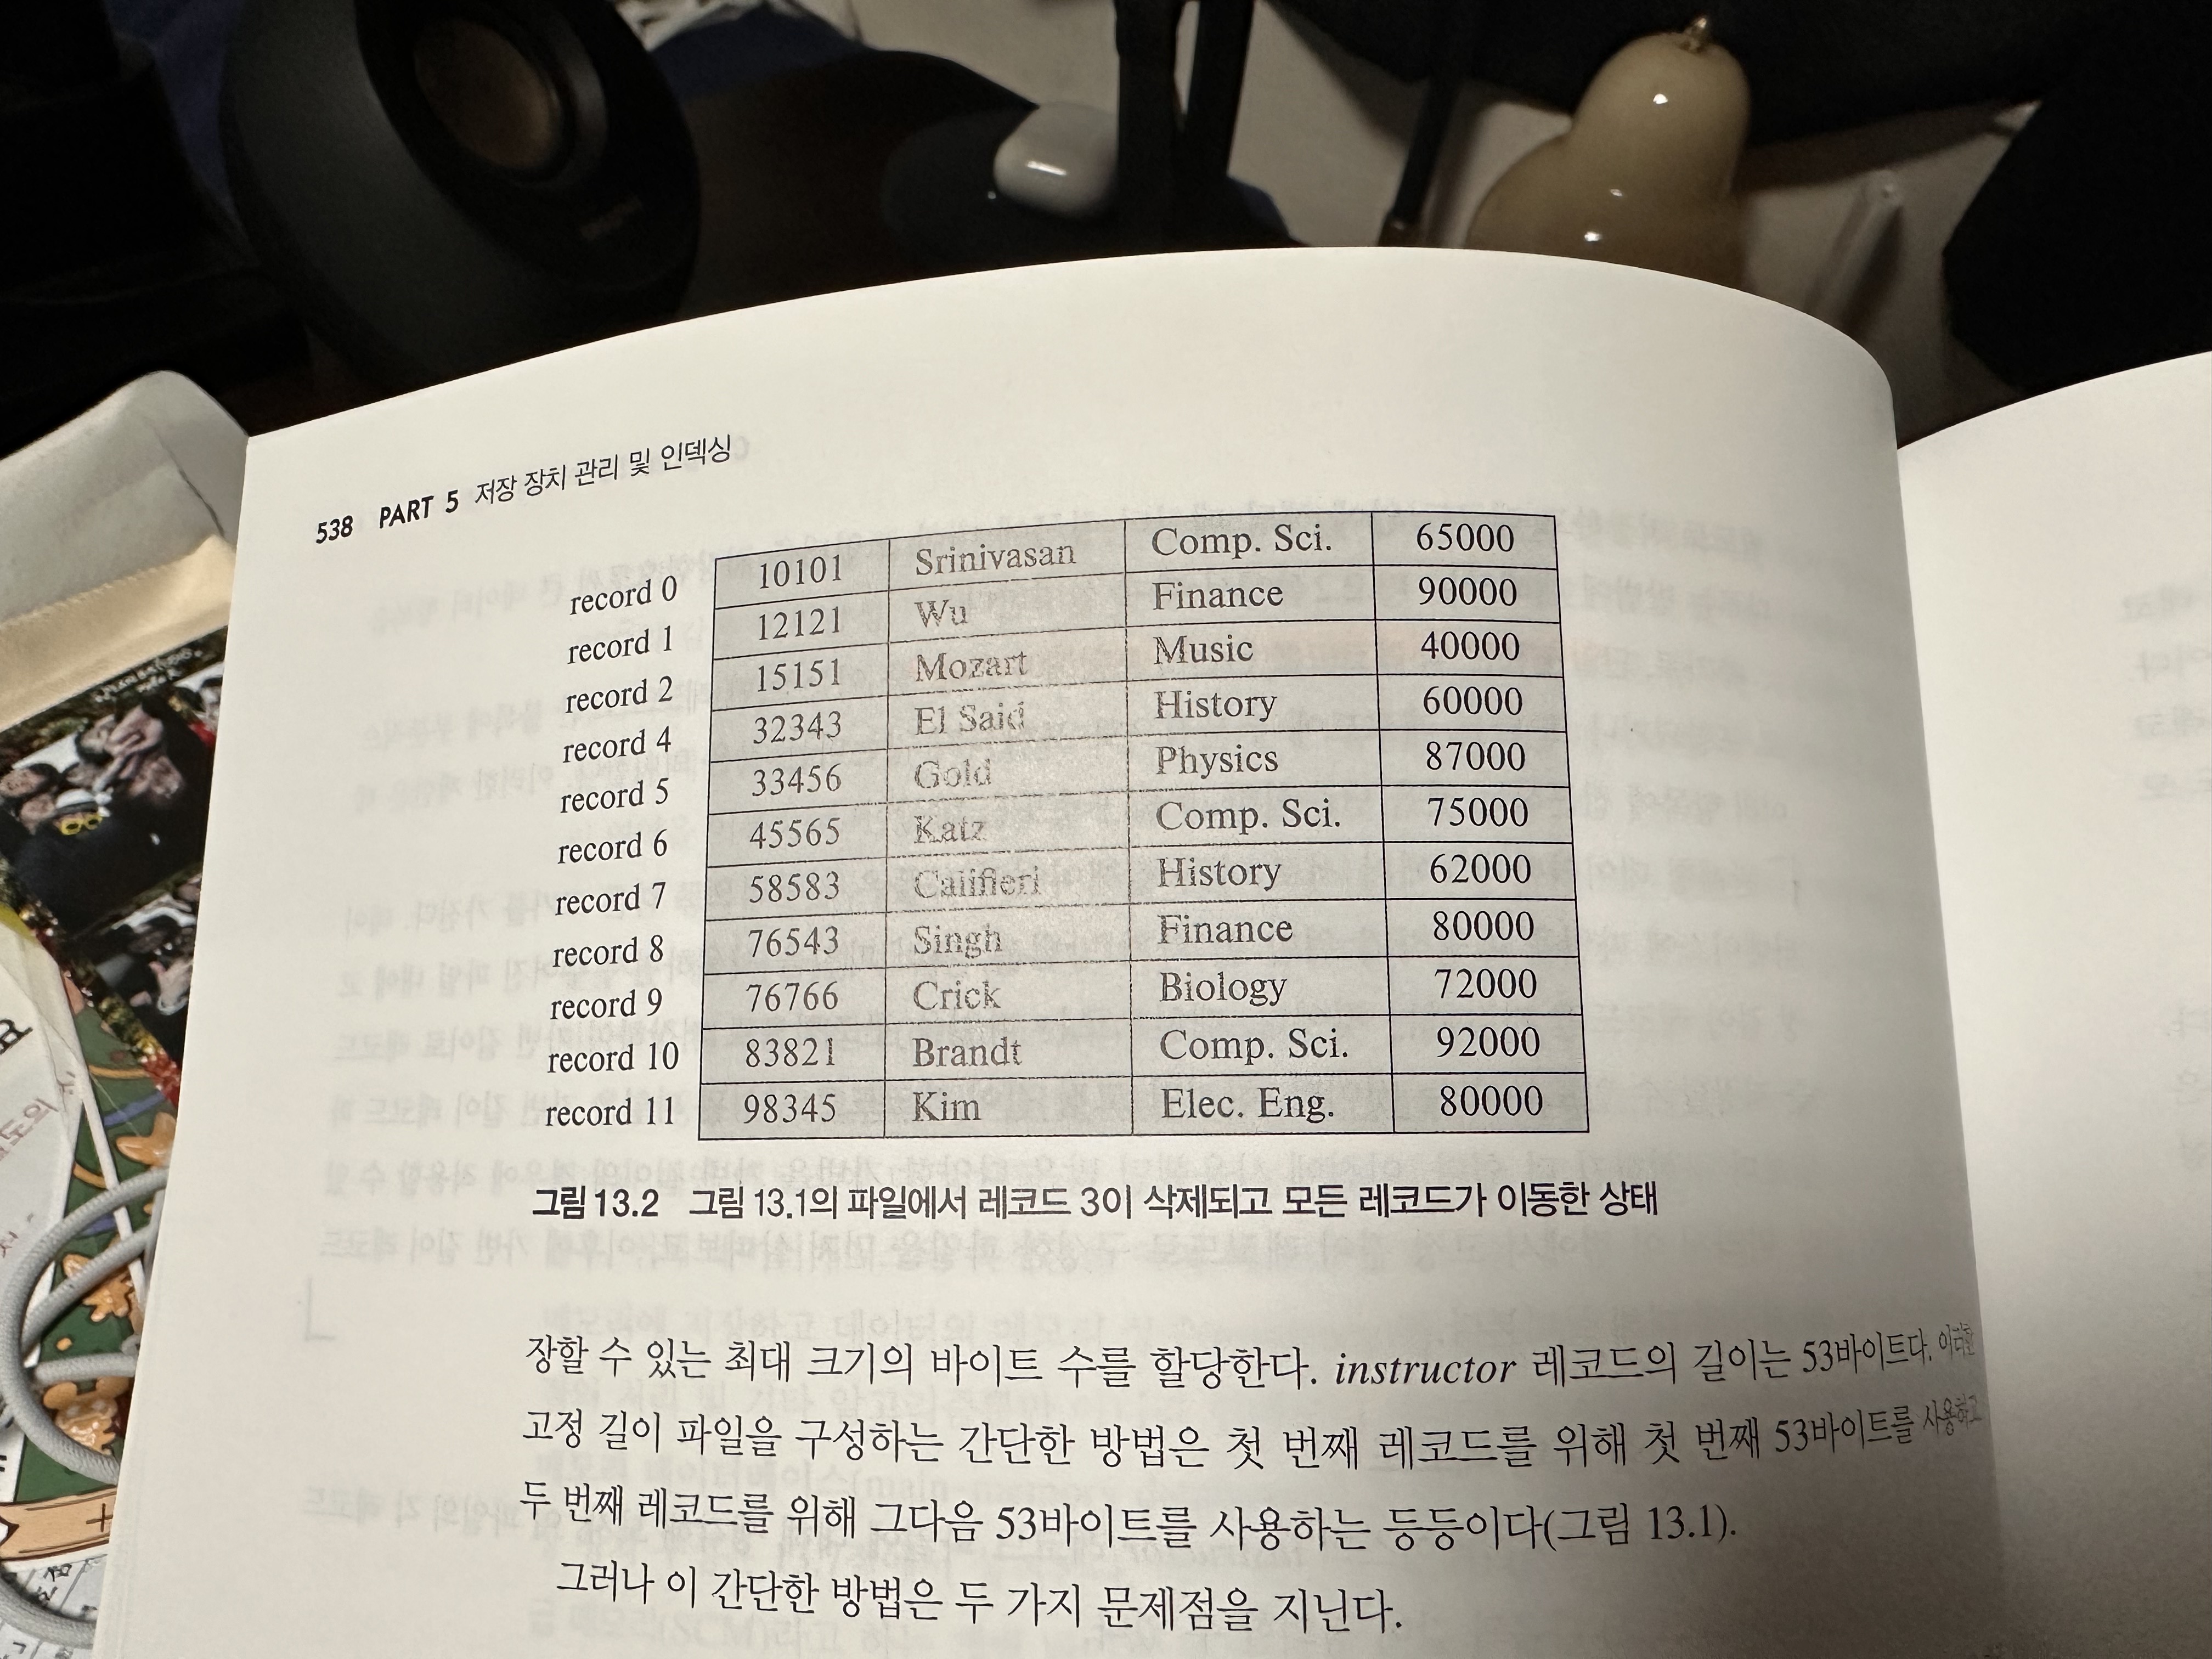 538 PART 5 저장 장치 관리 및 인덱싱
record 0 10101 Srinivasan Comp. Sci. 65000
record 1 12121 Wu Finance 90000
record 2 15151 Mozart Music 40000
record 4 32343 El Said History 60000
record 5 33456 Gold Physics 87000
record 6 45565 Katz Comp. Sci. 75000
record 7 58583 Califieri History 62000
record 8 76543 Singh Finance 80000
record 9 76766 Crick Biology 72000
record 10 83821 Brandt Comp. Sci. 92000
record 11 98345 Kim Elec. Eng. 80000
그림 13.2 그림 13.1의 파일에서 레코드 3이 삭제되고 모든 레코드가 이동한 상태
장할 수 있는 최대 크기의 바이트 수를 할당한다. instructor 레코드의 길이는 53바이트다. 이러한
고정 길이 파일을 구성하는 간단한 방법은 첫 번째 레코드를 위해 첫 번째 53바이트를 사용하고
두 번째 레코드를 위해 그다음 53바이트를 사용하는 등등이다(그림 13.1).
그러나 이 간단한 방법은 두 가지 문제점을 지닌다.